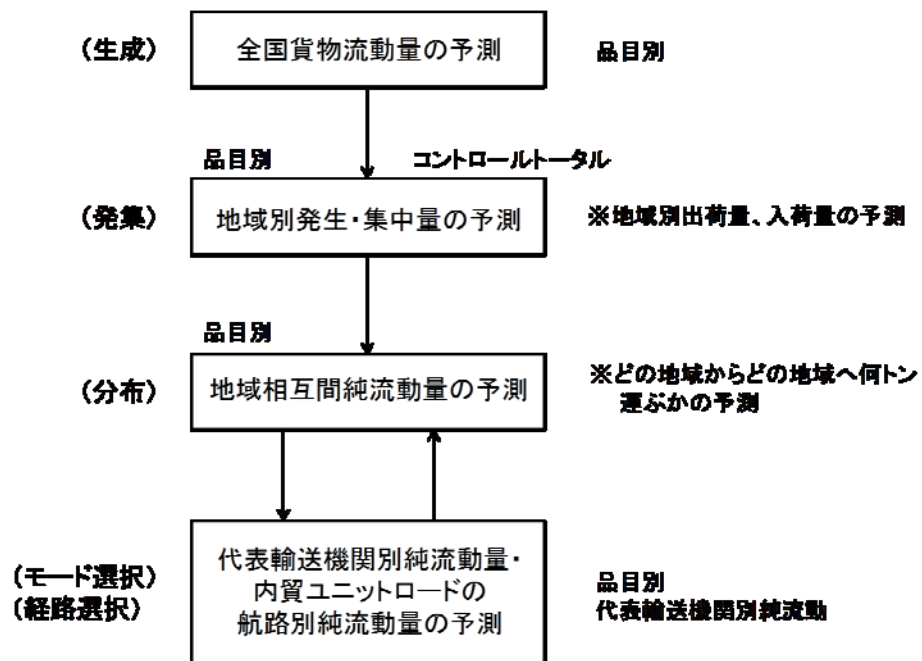 (生成)
全国貨物流動量の予測
品目別
品目別
コントロールトータル
(発集)
地域別発生・集中量の予測
※地域別出荷量、入荷量の予測
品目別
(分布)
地域相互間純流動量の予測
※どの地域からどの地域へ何トン
運ぶかの予測
(モード選択)
(経路選択)
代表輸送機関別純流動量・
内貿ユニットロードの
航路別純流動量の予測
品目別
代表輸送機関別純流動